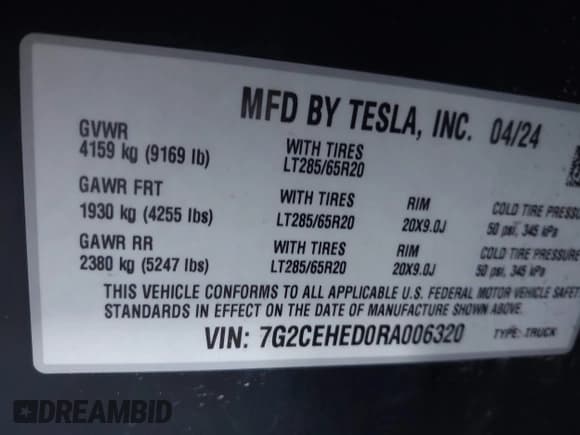 MFD BY TESLA, INC. 04/24
GVWR
4159 kg (9169 lb)
WITH TIRES
LT285/65R20
GAWR FRT
1930 kg (4255 lbs)
WITH TIRES
LT285/65R20
RIM
20X9.0J
COLD TIRE PRESS
50 psi, 345 kPa
GAWR RR
2380 kg (5247 lbs)
WITH TIRES
LT285/65R20
RIM
20X9.0J
COLD TIRE PRESSURE
50 psi, 345 kPa
THIS VEHICLE CONFORMS TO ALL APPLICABLE U.S. FEDERAL MOTOR VEHICLE SAFET
STANDARDS IN EFFECT ON THE DATE OF MANUFACTURE SHOWN ABOVE.
VIN: 7G2CEHED0RA006320 TYPE: TRUCK
DREAMBID